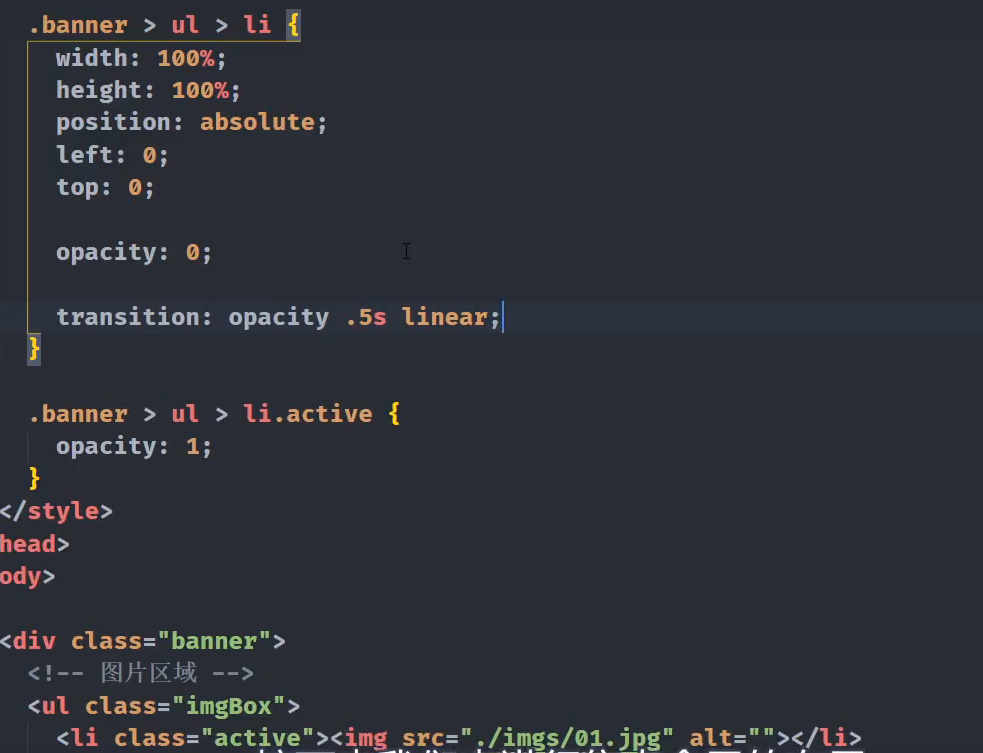 .banner > ul > li {
width: 100%;
height: 100%;
position: absolute;
left: 0;
top: 0;
opacity: 0;
transition: opacity .5s linear;
}
.banner > ul > li.active {
opacity: 1;
}
</style>
head>
ody>
<div class="banner">
<!-- 图片区域 -->
<ul class="imgBox">
<li class="active"><img src="./imgs/01.jpg" alt=""></li>